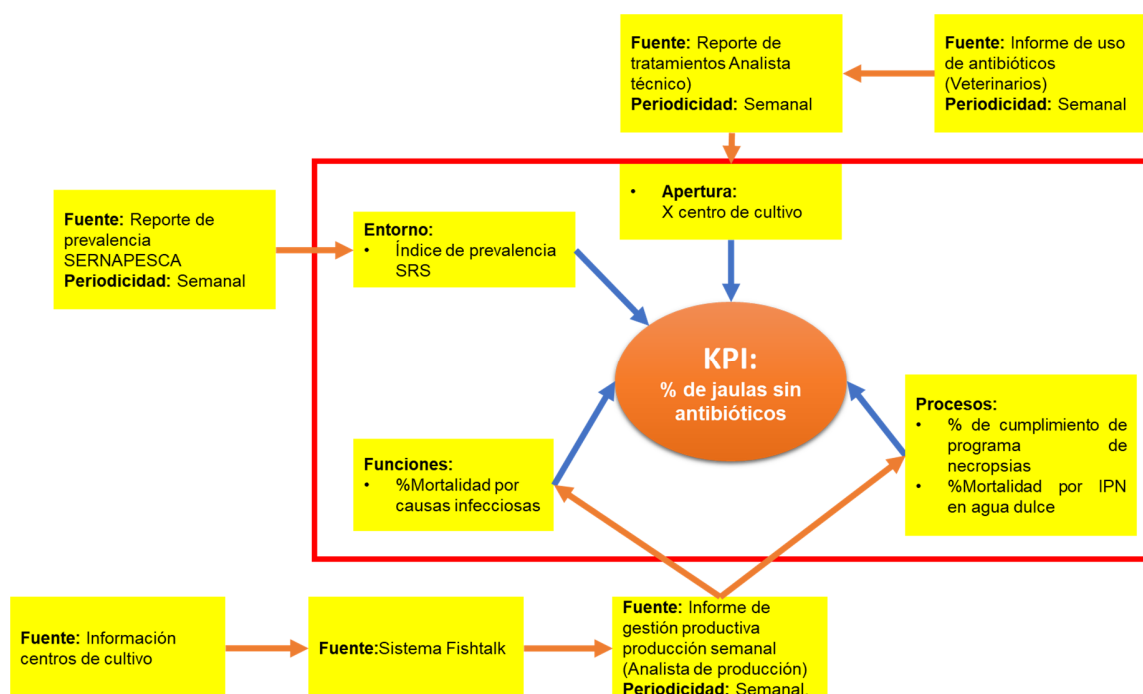 Fuente: Reporte de
tratamientos Analista
técnico)
Periodicidad: Semanal
Fuente: Informe de uso
de antibióticos
(Veterinarios)
Periodicidad: Semanal
• Apertura:
X centro de cultivo
Fuente: Reporte de
prevalencia
SERNAPESCA
Periodicidad: Semanal
Entorno:
• Índice de prevalencia
SRS
KPI:
% de jaulas sin
antibióticos
Procesos:
• % de cumplimiento de
programa de
necropsias
• %Mortalidad por IPN
en agua dulce
Funciones:
• %Mortalidad por
causas infecciosas
Fuente: Información
centros de cultivo
Fuente:Sistema Fishtalk
Fuente: Informe de
gestión productiva
producción semanal
(Analista de producción)
Periodicidad: Semanal.